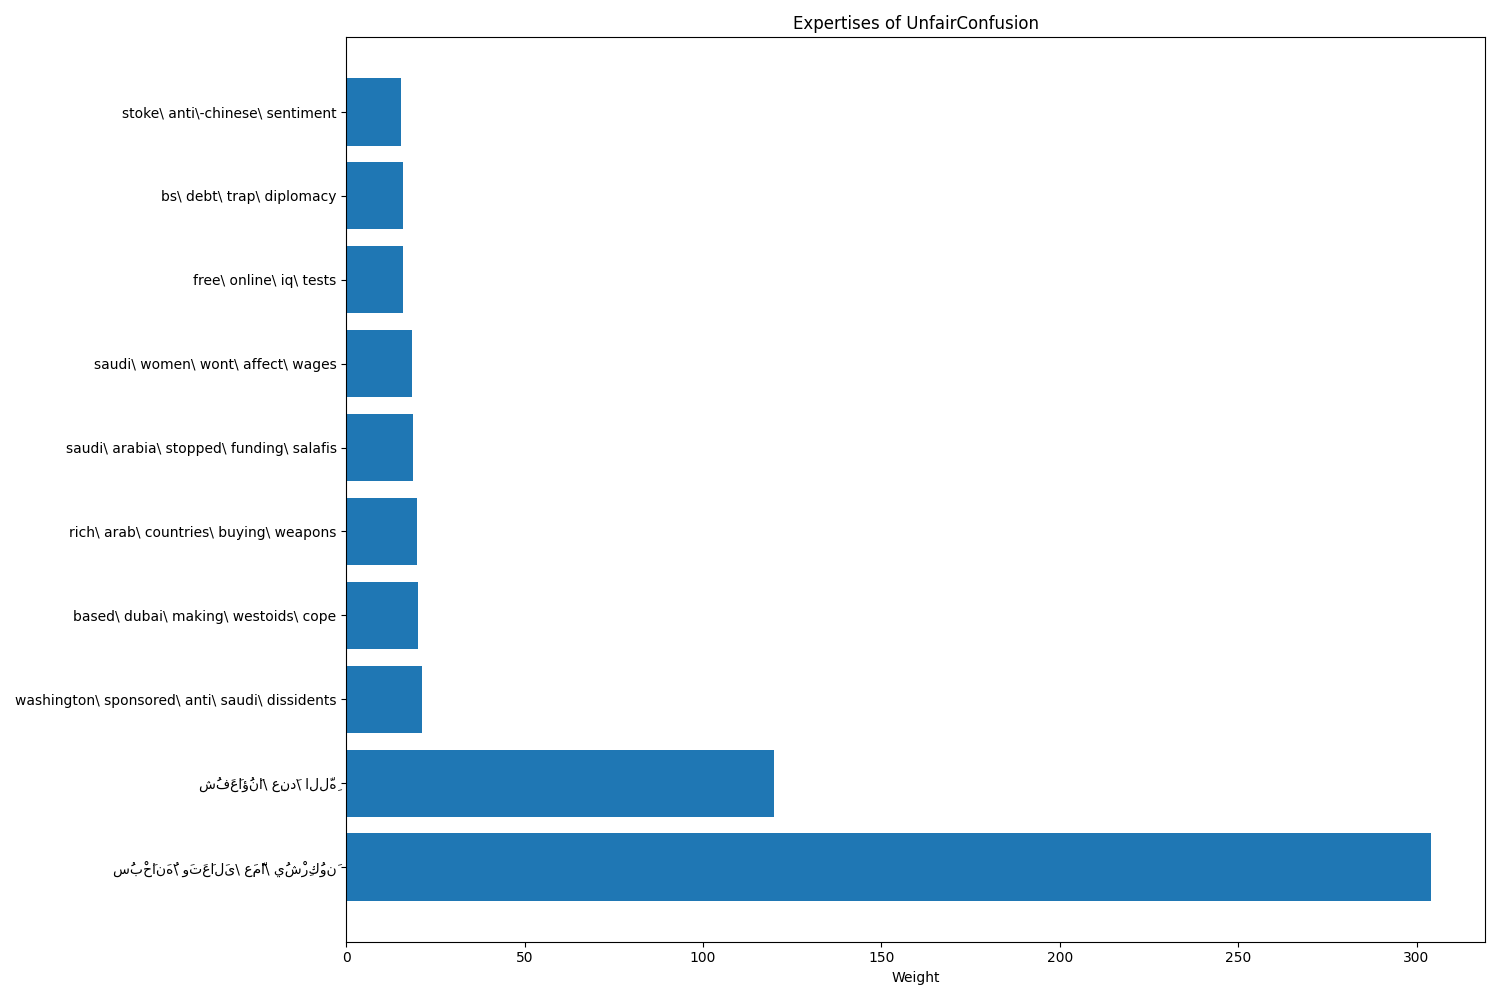 Expertises of UnfairConfusion
stoke\ anti\-chinese\ sentiment
bs\ debt\ trap\ diplomacy
free\ online\ iq\ tests
saudi\ women\ wont\ affect\ wages
saudi\ arabia\ stopped\ funding\ salafis
rich\ arab\ countries\ buying\ weapons
based\ dubai\ making\ westoids\ cope
washington\ sponsored\ anti\ saudi\ dissidents
شُفَعَاؤُنَا\ عندَ\ اللّهِ
سُبْحَانَهُ\ وَتَعَالَى\ عَمَّا\ يُشْرِكُونَ
0 50 100 150 200 250 300
Weight